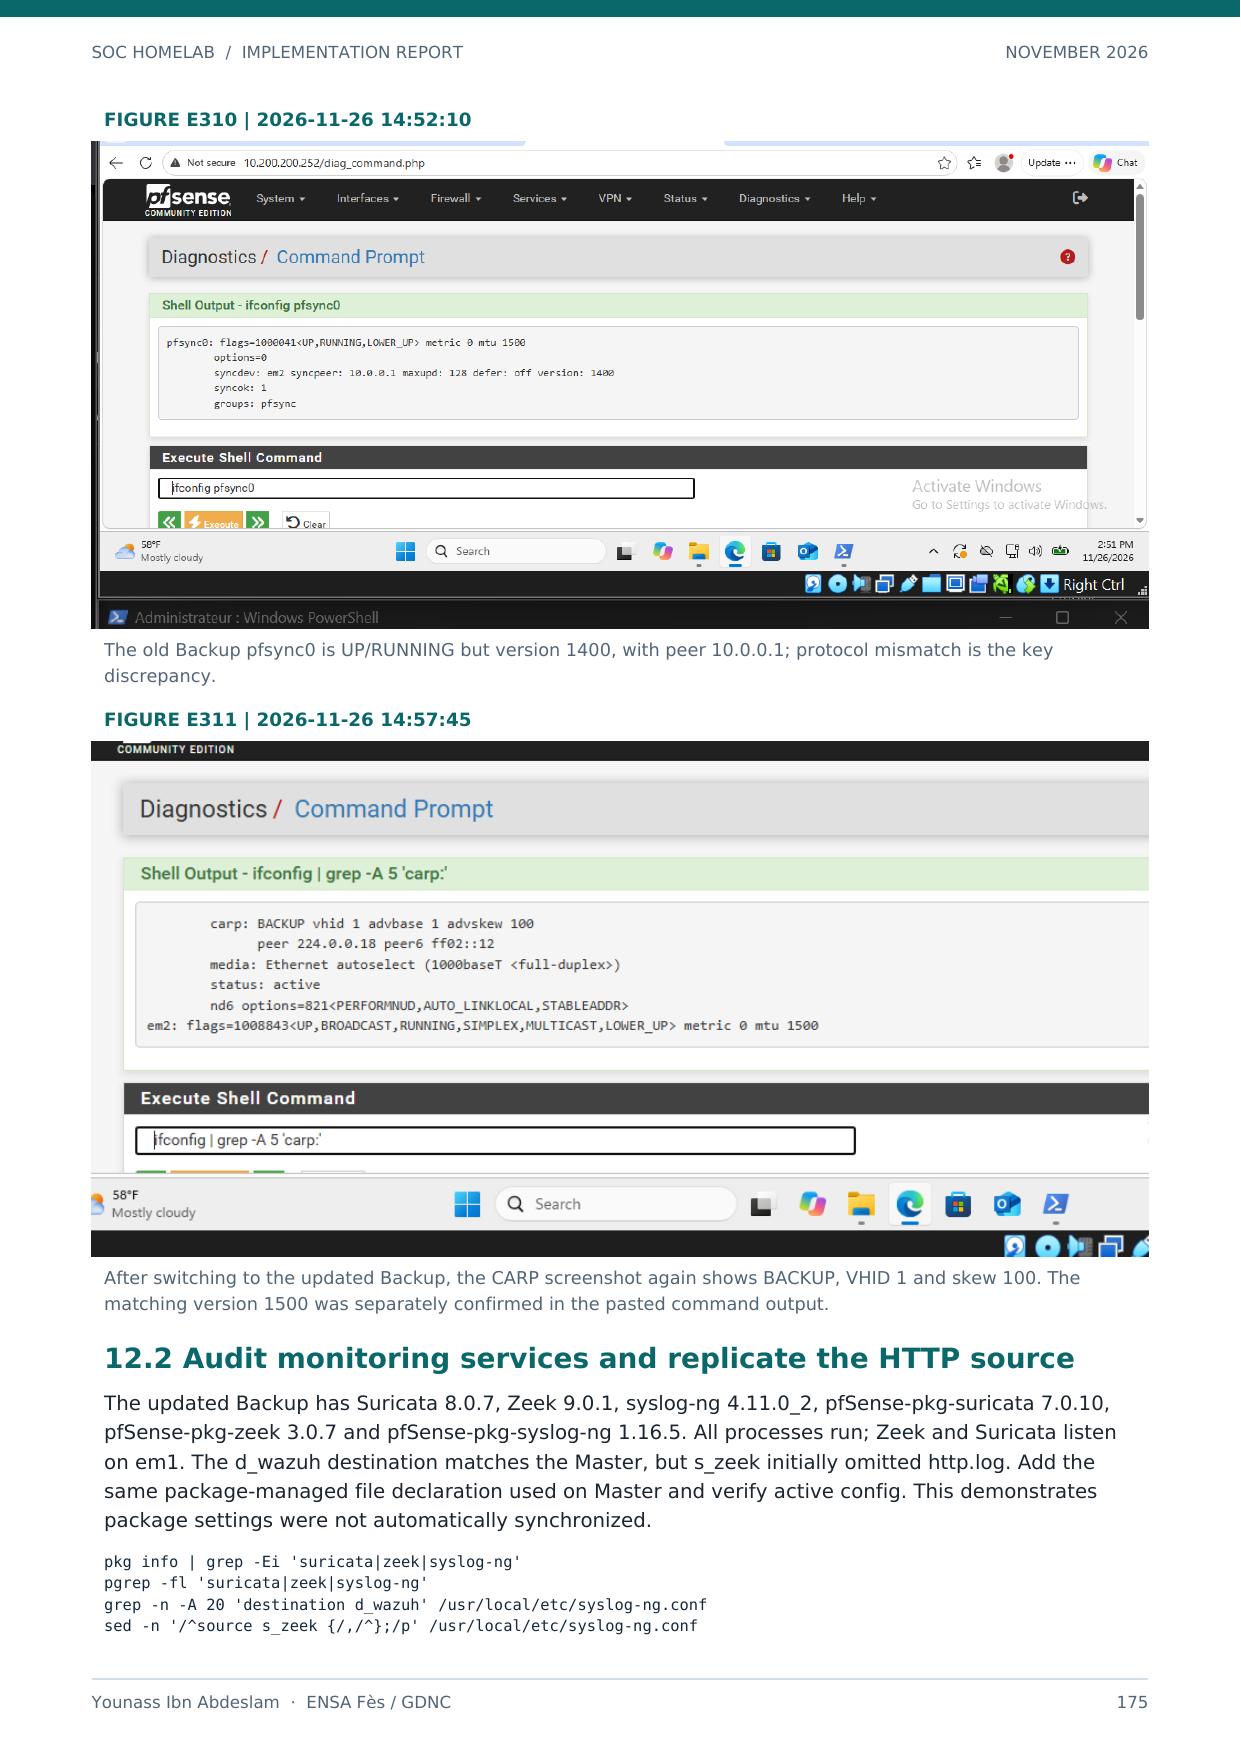 SOC HOMELAB / IMPLEMENTATION REPORT
NOVEMBER 2026
FIGURE E310 | 2026-11-26 14:52:10
Not secure 10.200.200.252/diag_command.php
Update ··· Chat
pfsense
COMMUNITY EDITION
System Interfaces Firewall Services VPN Status Diagnostics Help
Diagnostics / Command Prompt
Shell Output - ifconfig pfsync0
pfsync0: flags=1000041<UP,RUNNING,LOWER_UP> metric 0 mtu 1500
options=0
syncdev: em2 syncpeer: 10.0.0.1 maxupd: 128 defer: off version: 1400
syncok: 1
groups: pfsync
Execute Shell Command
ifconfig pfsync0
Activate Windows
Go to Settings to activate Windows.
Execute Clear
58°F
Mostly cloudy
Search
2:51 PM
11/26/2026
Right Ctrl
Administrateur : Windows PowerShell
The old Backup pfsync0 is UP/RUNNING but version 1400, with peer 10.0.0.1; protocol mismatch is the key
discrepancy.
FIGURE E311 | 2026-11-26 14:57:45
COMMUNITY EDITION
Diagnostics / Command Prompt
Shell Output - ifconfig | grep -A 5 'carp:'
carp: BACKUP vhid 1 advbase 1 advskew 100
peer 224.0.0.18 peer6 ff02::12
media: Ethernet autoselect (1000baseT <full-duplex>)
status: active
nd6 options=821<PERFORMNUD,AUTO_LINKLOCAL,STABLEADDR>
em2: flags=1008843<UP,BROADCAST,RUNNING,SIMPLEX,MULTICAST,LOWER_UP> metric 0 mtu 1500
Execute Shell Command
ifconfig | grep -A 5 'carp:'
58°F
Mostly cloudy
Search
After switching to the updated Backup, the CARP screenshot again shows BACKUP, VHID 1 and skew 100. The
matching version 1500 was separately confirmed in the pasted command output.
12.2 Audit monitoring services and replicate the HTTP source
The updated Backup has Suricata 8.0.7, Zeek 9.0.1, syslog-ng 4.11.0_2, pfSense-pkg-suricata 7.0.10,
pfSense-pkg-zeek 3.0.7 and pfSense-pkg-syslog-ng 1.16.5. All processes run; Zeek and Suricata listen
on em1. The d_wazuh destination matches the Master, but s_zeek initially omitted http.log. Add the
same package-managed file declaration used on Master and verify active config. This demonstrates
package settings were not automatically synchronized.
pkg info | grep -Ei 'suricata|zeek|syslog-ng'
pgrep -fl 'suricata|zeek|syslog-ng'
grep -n -A 20 'destination d_wazuh' /usr/local/etc/syslog-ng.conf
sed -n '/^source s_zeek {/,/^};/p' /usr/local/etc/syslog-ng.conf
Younass Ibn Abdeslam · ENSA Fès / GDNC
175